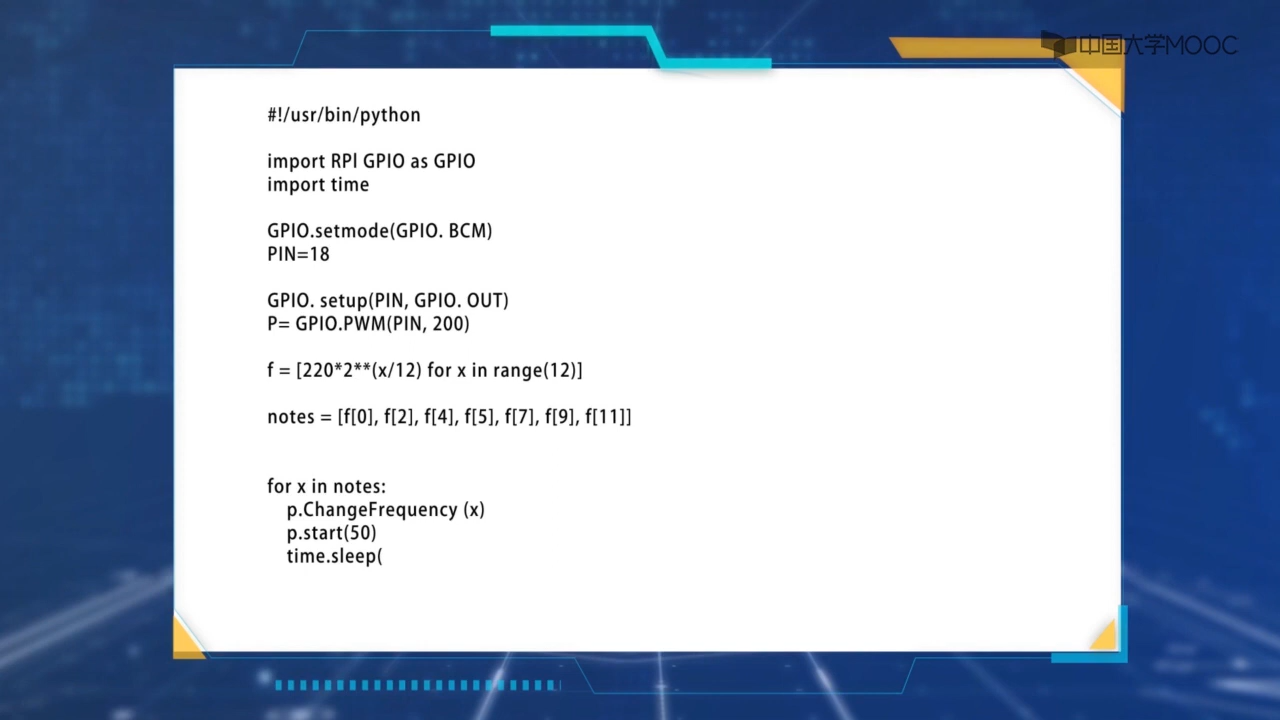 中国大学MOOC
#!/usr/bin/python
import RPl GPIO as GPIO
import time
GPIO.setmode(GPIO. BCM)
PIN=18
GPIO. setup(PIN, GPIO. OUT)
P= GPIO.PWM(PIN, 200)
f = [220*2**(x/12) for x in range(12)]
notes = [f[0], f[2], f[4], f[5], f[7], f[9], f[11]]
for x in notes:
p.ChangeFrequency (x)
p.start(50)
time.sleep(